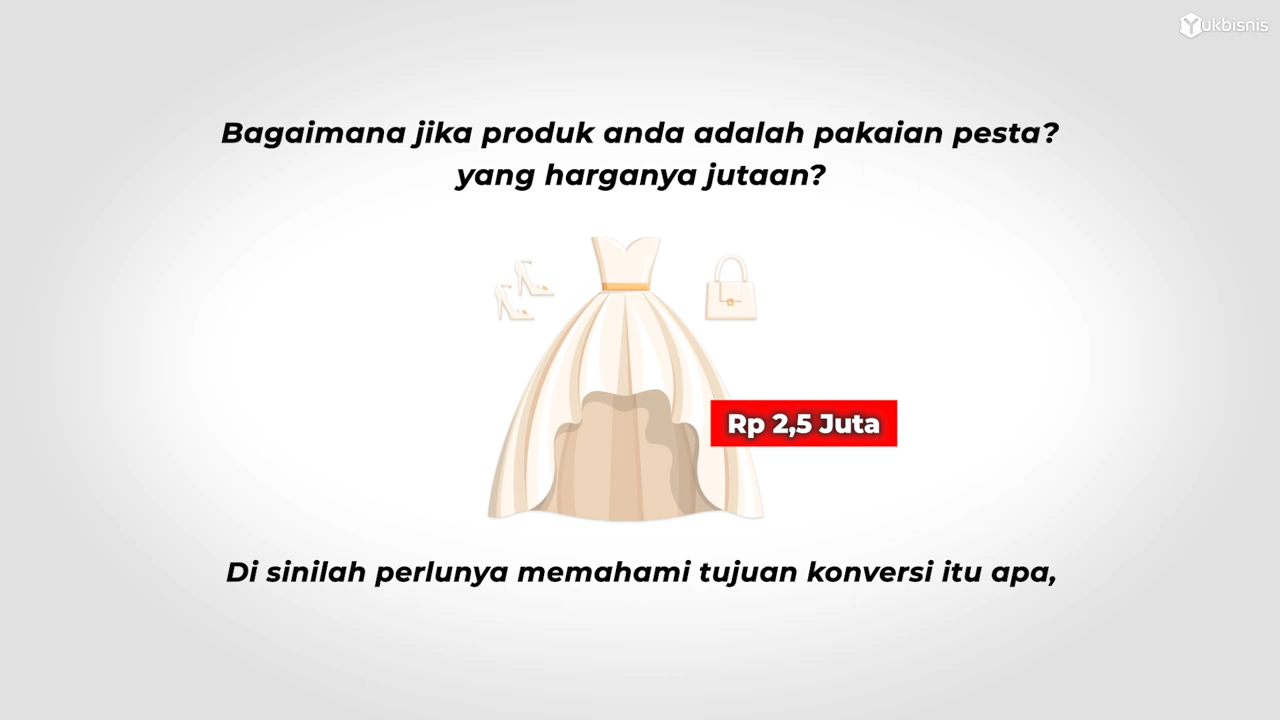 Yukbisnis
Bagaimana jika produk anda adalah pakaian pesta?
yang harganya jutaan?
Rp 2,5 Juta
Di sinilah perlunya memahami tujuan konversi itu apa,